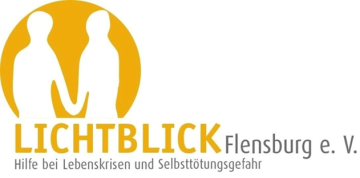 LICHTBLICK Flensburg e. V.
Hilfe bei Lebenskrisen und Selbsttötungsgefahr